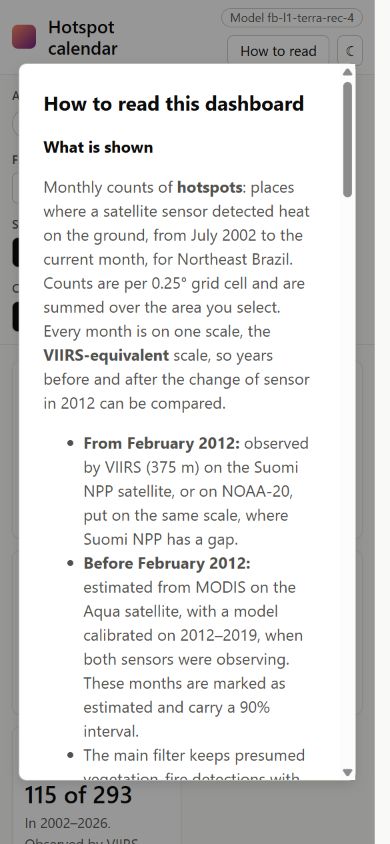 Hotspot
calendar
Model fb-l1-terra-rec-4
How to read
How to read this dashboard
What is shown
Monthly counts of hotspots: places
where a satellite sensor detected heat
on the ground, from July 2002 to the
current month, for Northeast Brazil.
Counts are per 0.25° grid cell and are
summed over the area you select.
Every month is on one scale, the
VIIRS-equivalent scale, so years
before and after the change of sensor
in 2012 can be compared.
• From February 2012: observed
by VIIRS (375 m) on the Suomi
NPP satellite, or on NOAA-20,
put on the same scale, where
Suomi NPP has a gap.
• Before February 2012:
estimated from MODIS on the
Aqua satellite, with a model
calibrated on 2012–2019, when
both sensors were observing.
These months are marked as
estimated and carry a 90%
interval.
• The main filter keeps presumed
vegetation-fire detections with
115 of 293
In 2002–2026.
Observed by VIIRS